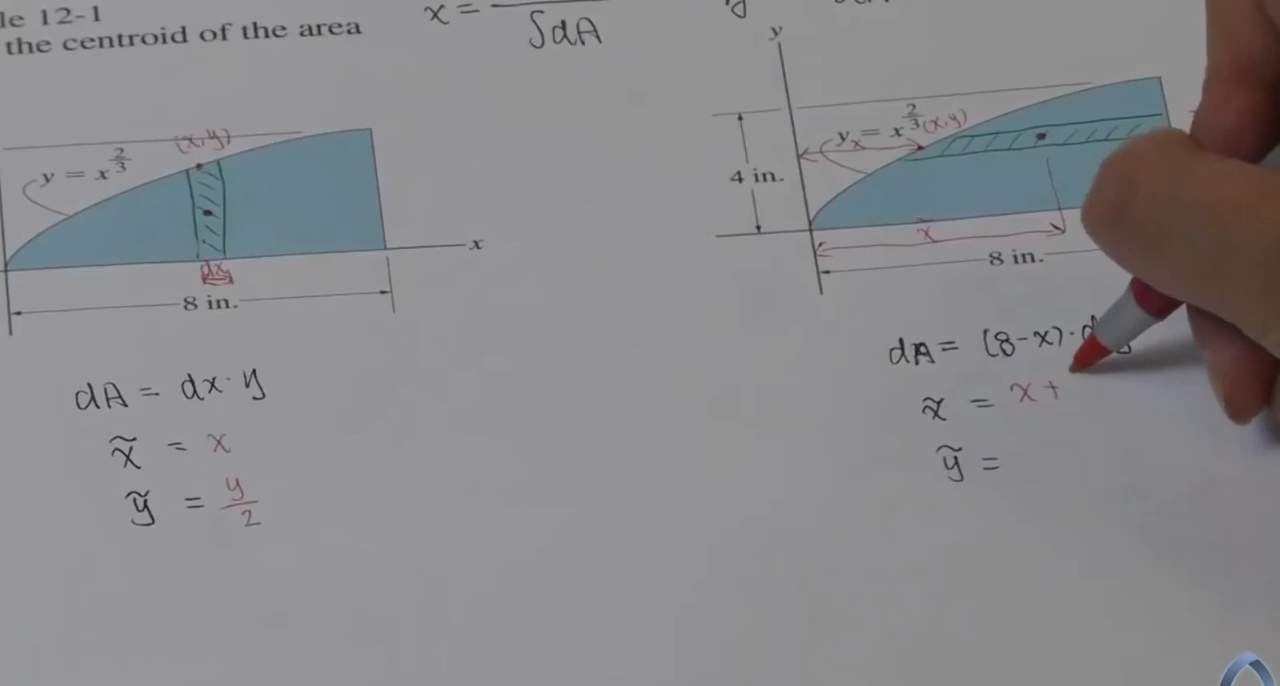 le 12-1
the centroid of the area
x = ∫dA
y
4 in.
y = x^(2/3) (x,y)
x
x̃
8 in.
(x,y)
y = x^(2/3)
x
dx
8 in.
dA = dx · y
x̃ = x
ỹ = y/2
dA = (8-x) ·
x̃ = x +
ỹ =